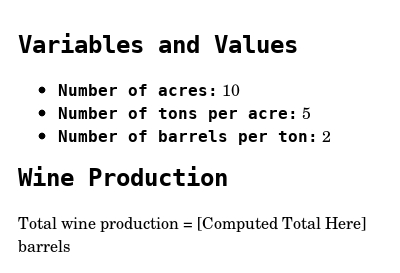 Variables and Values
• Number of acres: 10
• Number of tons per acre: 5
• Number of barrels per ton: 2
Wine Production
Total wine production = [Computed Total Here]
barrels